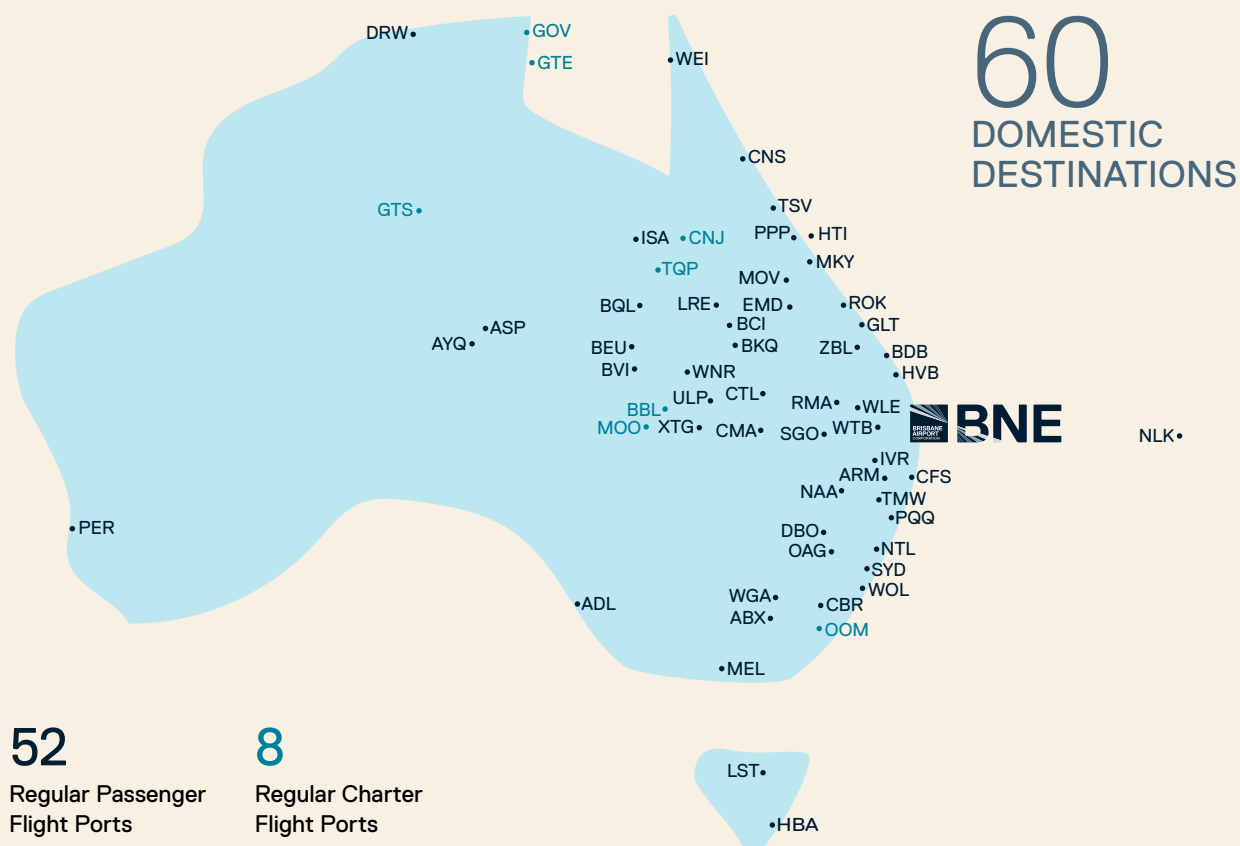 60
DOMESTIC
DESTINATIONS
DRW
GOV
GTE
WEI
CNS
GTS
TSV
ISA
CNJ
PPP
HTI
TQP
MKY
MOV
BQL
LRE
EMD
ROK
ASP
BCI
GLT
AYQ
BEU
BKQ
ZBL
BDB
BVI
WNR
HVB
ULP
CTL
RMA
WLE
BBL
MOO
XTG
CMA
SGO
WTB
BRISBANE
AIRPORT
CORPORATION
BNE
NLK
IVR
ARM
CFS
NAA
TMW
PQQ
PER
DBO
OAG
NTL
SYD
WOL
ADL
WGA
CBR
ABX
OOM
MEL
52
Regular Passenger
Flight Ports
8
Regular Charter
Flight Ports
LST
HBA